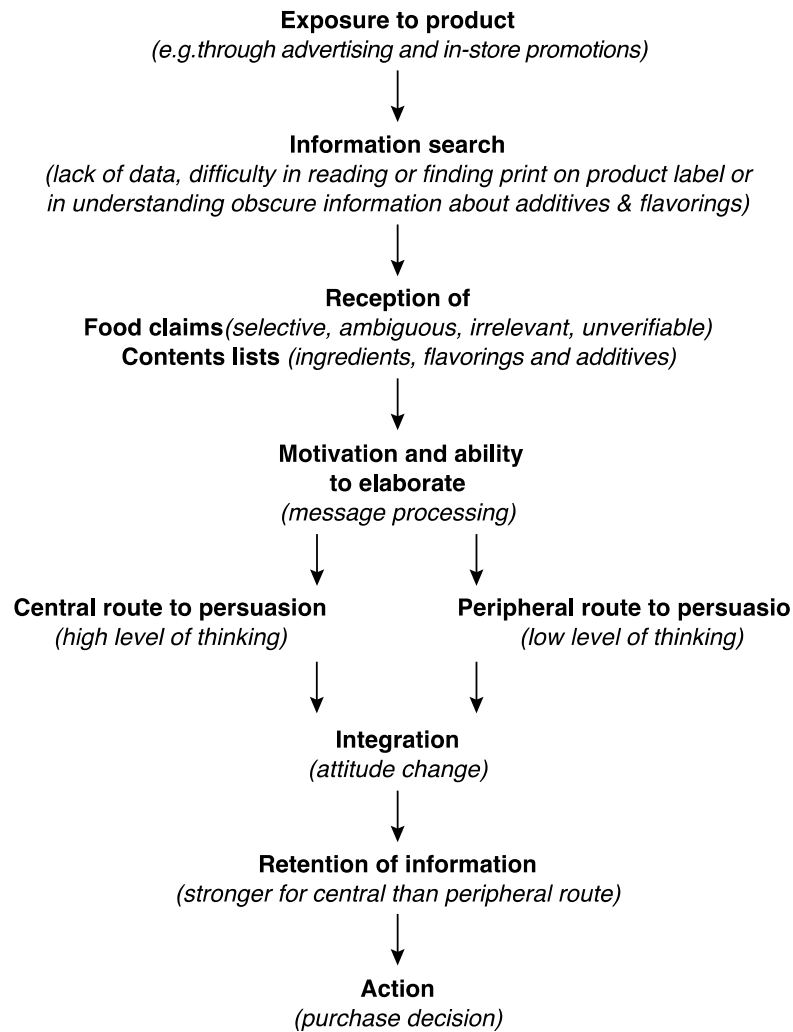 Exposure to product
(e.g.through advertising and in-store promotions)
Information search
(lack of data, difficulty in reading or finding print on product label or
in understanding obscure information about additives & flavorings)
Reception of
Food claims(selective, ambiguous, irrelevant, unverifiable)
Contents lists (ingredients, flavorings and additives)
Motivation and ability
to elaborate
(message processing)
Central route to persuasion
(high level of thinking)
Peripheral route to persuasio
(low level of thinking)
Integration
(attitude change)
Retention of information
(stronger for central than peripheral route)
Action
(purchase decision)